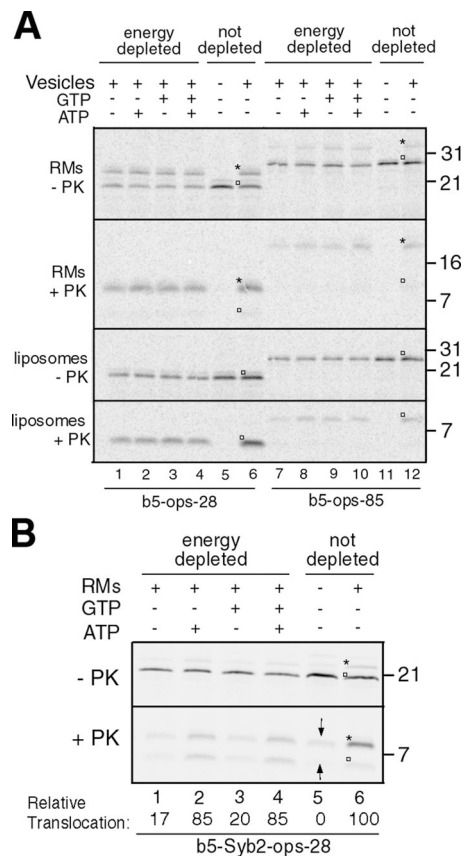 A
energy depleted not depleted energy depleted not depleted
Vesicles + + + + - + + + + + - +
GTP - - + + - - - - + + - -
ATP - + - + - - - + - + - -
RMs - PK * * 31 21
RMs + PK * * 16 7
liposomes - PK 31 21
liposomes + PK 7
1 2 3 4 5 6 7 8 9 10 11 12
b5-ops-28 b5-ops-85
B
energy depleted not depleted
RMs + + + + - +
GTP - - + + - -
ATP - + - + - -
- PK * 21
+ PK * 7
1 2 3 4 5 6
Relative Translocation: 17 85 20 85 0 100
b5-Syb2-ops-28